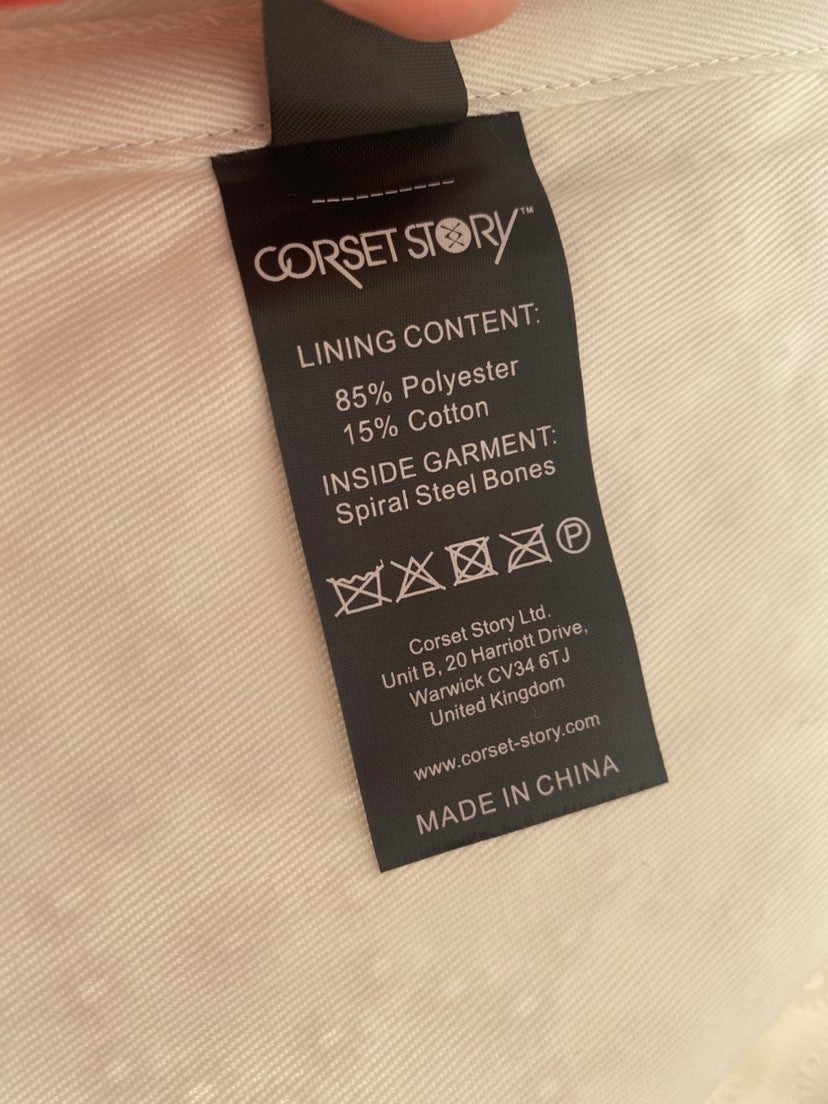 CORSET STORY™
LINING CONTENT:
85% Polyester
15% Cotton
INSIDE GARMENT:
Spiral Steel Bones
P
Corset Story Ltd.
Unit B, 20 Harriott Drive,
Warwick CV34 6TJ
United Kingdom
www.corset-story.com
MADE IN CHINA